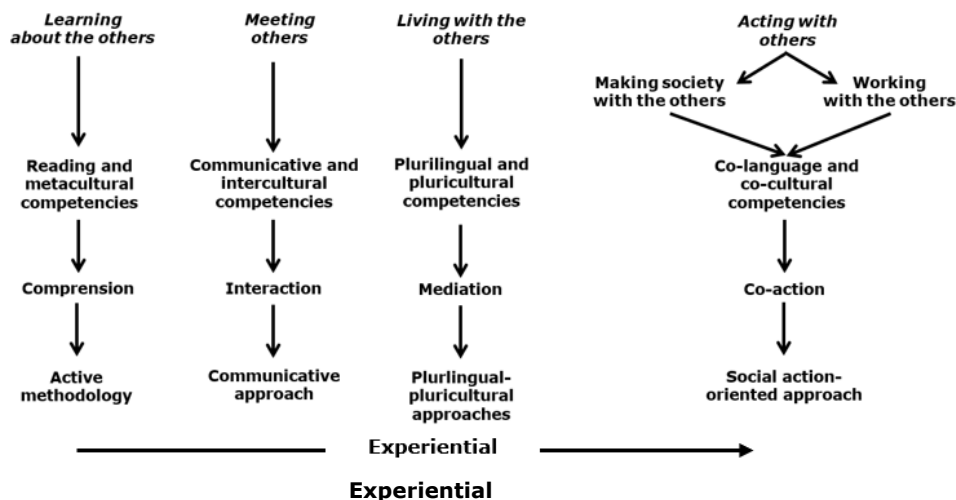 Learning
about the others
Meeting
others
Living with the
others
Acting with
others
Making society
with the others
Working
with the others
Reading and
metacultural
competencies
Communicative and
intercultural
competencies
Plurilingual and
pluricultural
competencies
Co-language and
co-cultural
competencies
Comprension
Interaction
Mediation
Co-action
Active
methodology
Communicative
approach
Plurlingual-
pluricultural
approaches
Social action-
oriented approach
Experiential
Experiential